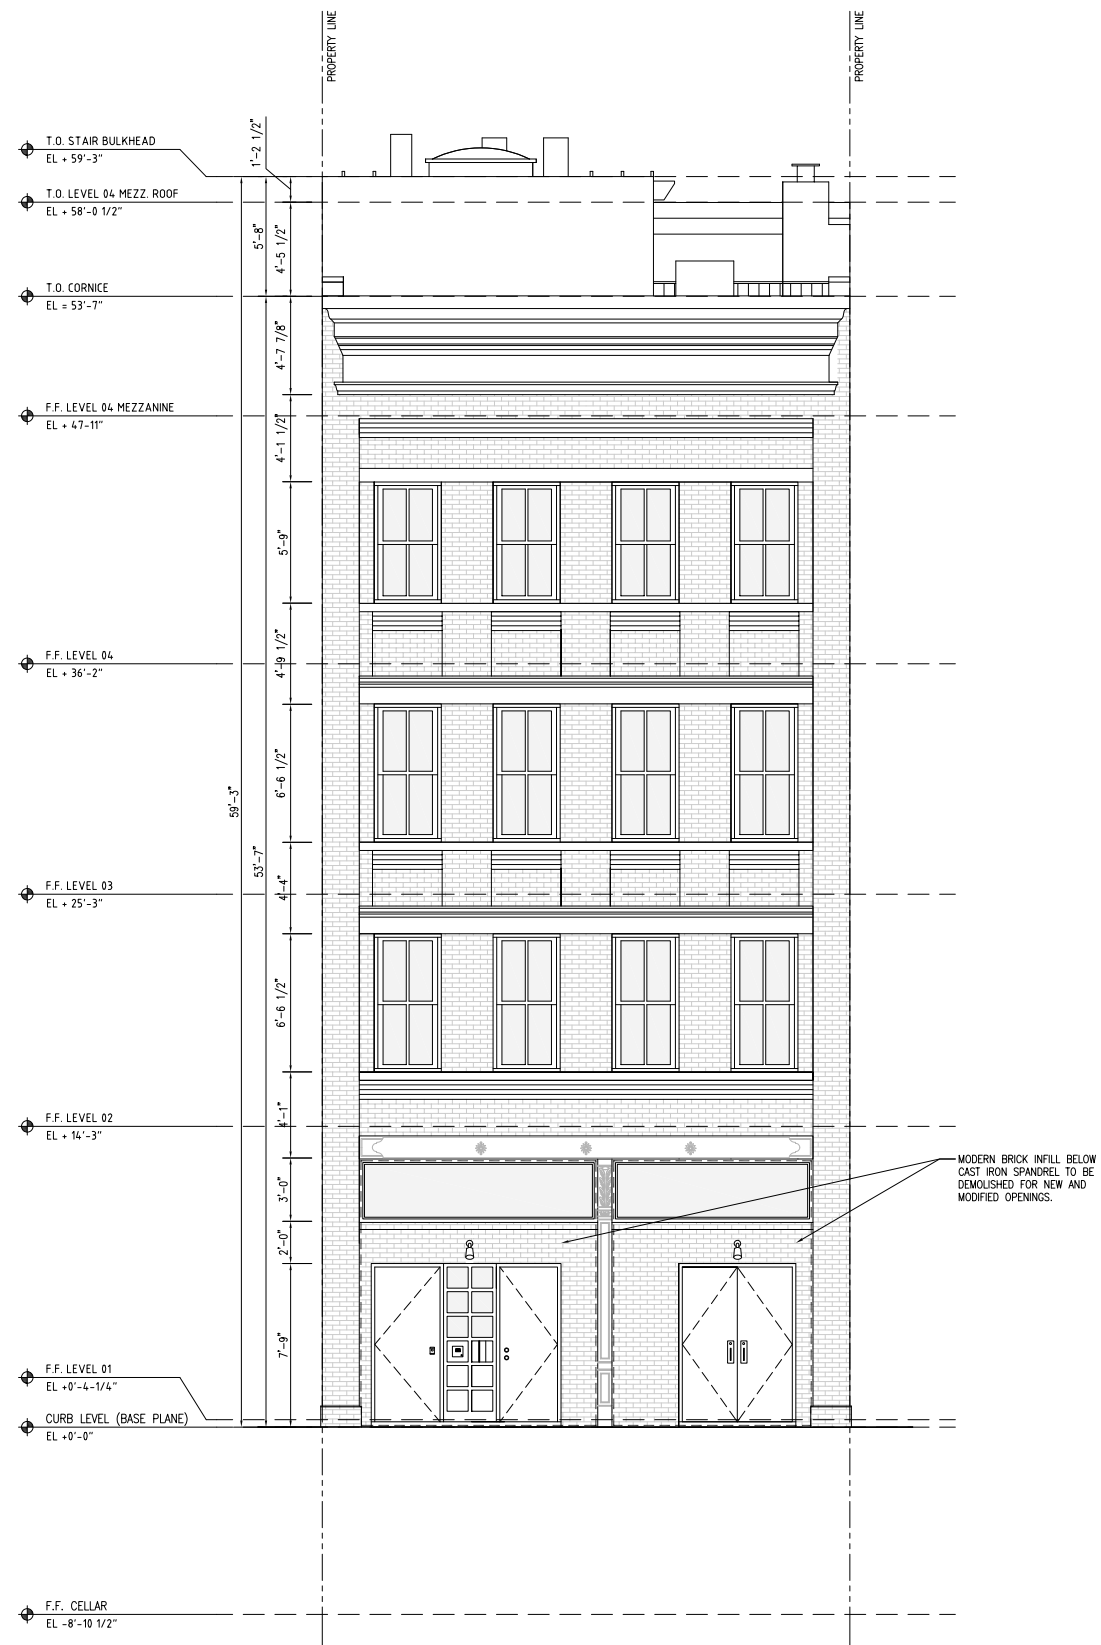 PROPERTY LINE
PROPERTY LINE
T.O. STAIR BULKHEAD
EL + 59'-3"
T.O. LEVEL 04 MEZZ. ROOF
EL + 58'-0 1/2"
T.O. CORNICE
EL = 53'-7"
F.F. LEVEL 04 MEZZANINE
EL + 47-11"
F.F. LEVEL 04
EL + 36'-2"
F.F. LEVEL 03
EL + 25'-3"
F.F. LEVEL 02
EL + 14'-3"
F.F. LEVEL 01
EL +0'-4-1/4"
CURB LEVEL (BASE PLANE)
EL +0'-0"
F.F. CELLAR
EL -8'-10 1/2"
59'-3"
5'-8"
53'-7"
1'-2 1/2"
4'-5 1/2"
4'-7 7/8"
4'-1 1/2"
5'-9"
4'-9 1/2"
6'-6 1/2"
4'-4"
6'-6 1/2"
4'-1"
3'-0"
2'-0"
7'-9"
MODERN BRICK INFILL BELOW
CAST IRON SPANDREL TO BE
DEMOLISHED FOR NEW AND
MODIFIED OPENINGS.